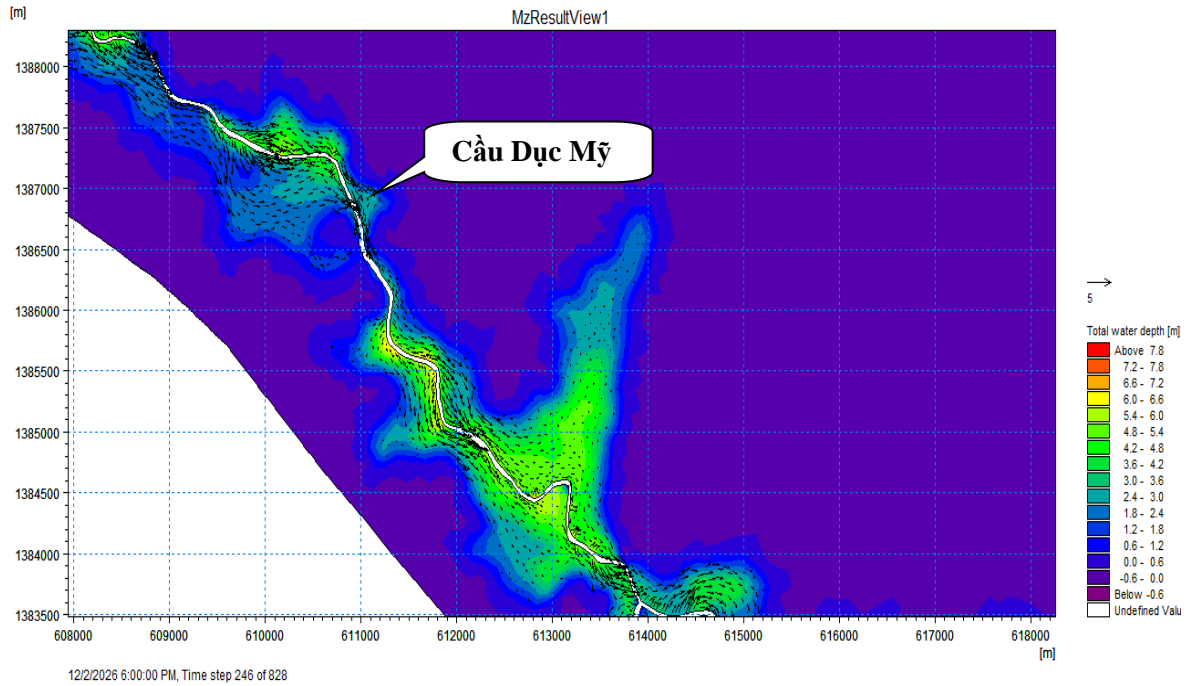 [m]
MzResultView1
1388000
1387500
1387000
1386500
1386000
1385500
1385000
1384500
1384000
1383500
Cầu Dục Mỹ
608000 609000 610000 611000 612000 613000 614000 615000 616000 617000 618000
[m]
5
Total water depth [m]
Above 7.8
7.2 - 7.8
6.6 - 7.2
6.0 - 6.6
5.4 - 6.0
4.8 - 5.4
4.2 - 4.8
3.6 - 4.2
3.0 - 3.6
2.4 - 3.0
1.8 - 2.4
1.2 - 1.8
0.6 - 1.2
0.0 - 0.6
-0.6 - 0.0
Below -0.6
Undefined Valu
12/2/2026 6:00:00 PM, Time step 246 of 828